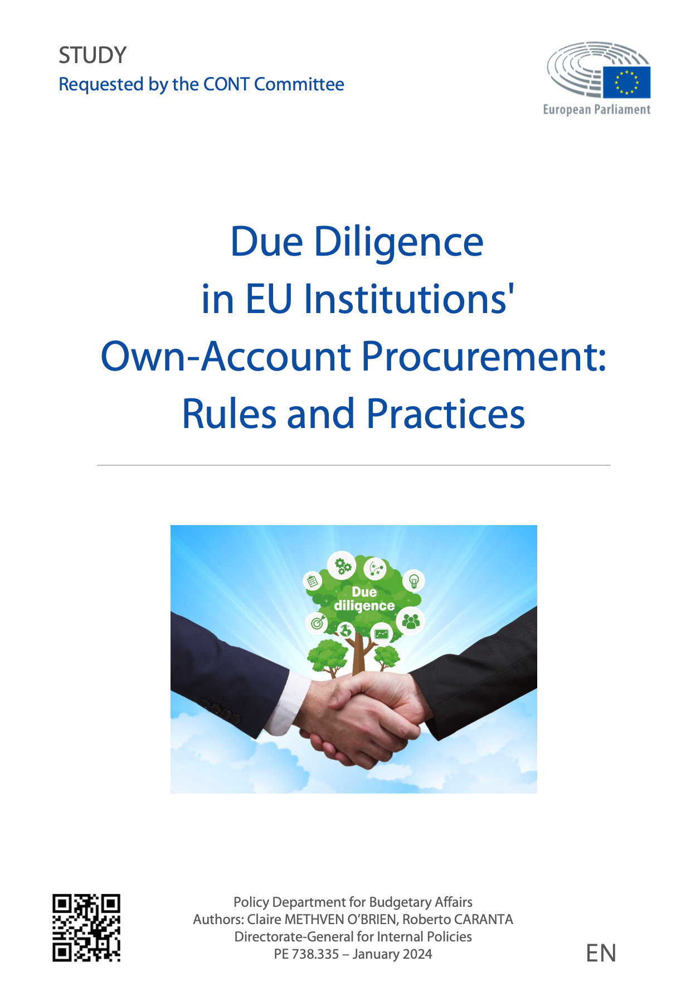 STUDY
Requested by the CONT Committee
European Parliament
Due Diligence
in EU Institutions'
Own-Account Procurement:
Rules and Practices
Due
diligence
Policy Department for Budgetary Affairs
Authors: Claire METHVEN O’BRIEN, Roberto CARANTA
Directorate-General for Internal Policies
PE 738.335 – January 2024
EN